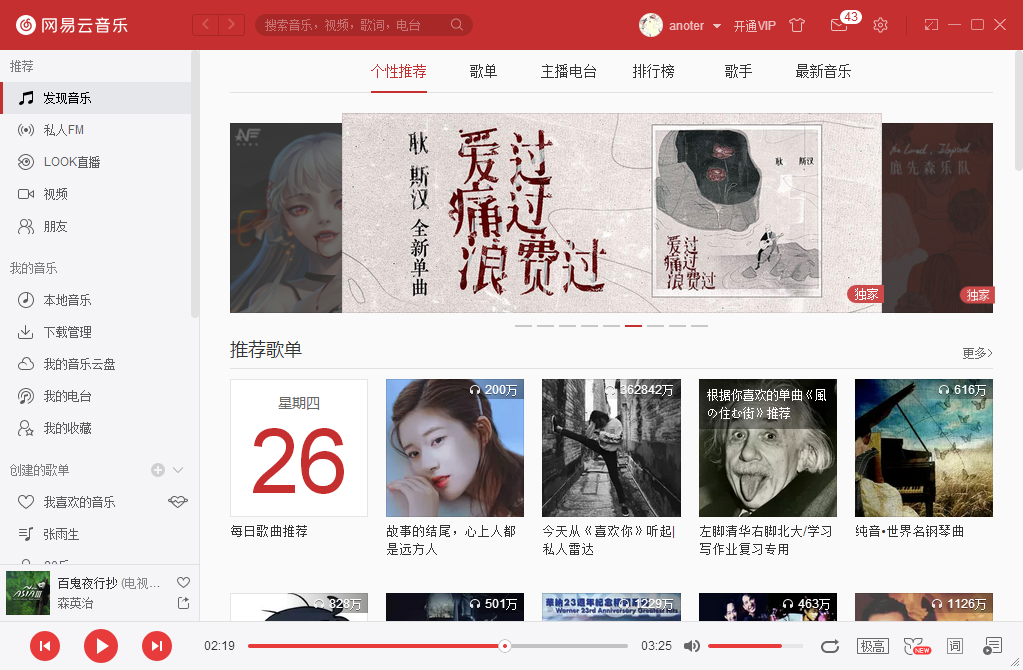 网易云音乐
搜索音乐，视频，歌词，电台
anoter
开通VIP
43
推荐
发现音乐
私人FM
LOOK直播
视频
朋友
我的音乐
本地音乐
下载管理
我的音乐云盘
我的电台
我的收藏
创建的歌单
我喜欢的音乐
张雨生
个性推荐
歌单
主播电台
排行榜
歌手
最新音乐
耿斯汉 全新单曲
爱过
痛过
浪费过
耿 斯汉
爱过
痛过
浪费过
独家
鹿先森乐队
独家
推荐歌单
更多>
星期四
26
每日歌曲推荐
200万
故事的结尾，心上人都
是远方人
362842万
今天从《喜欢你》听起|
私人雷达
根据你喜欢的单曲《風
の住む街》推荐
左脚清华右脚北大/学习
写作业复习专用
616万
纯音•世界名钢琴曲
828万
501万
1229万
463万
1126万
百鬼夜行抄 (电视...
森英治
02:19
03:25
极高
NEW
词